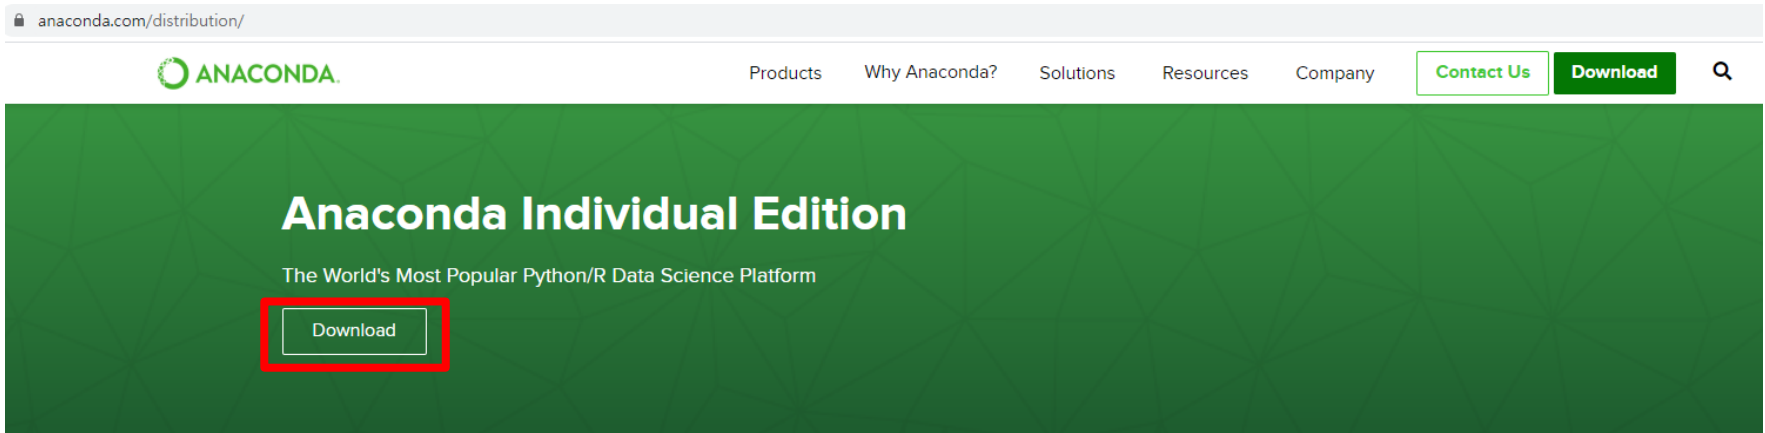 anaconda.com/distribution/
ANACONDA.
Products Why Anaconda? Solutions Resources Company Contact Us Download
Anaconda Individual Edition
The World's Most Popular Python/R Data Science Platform
Download